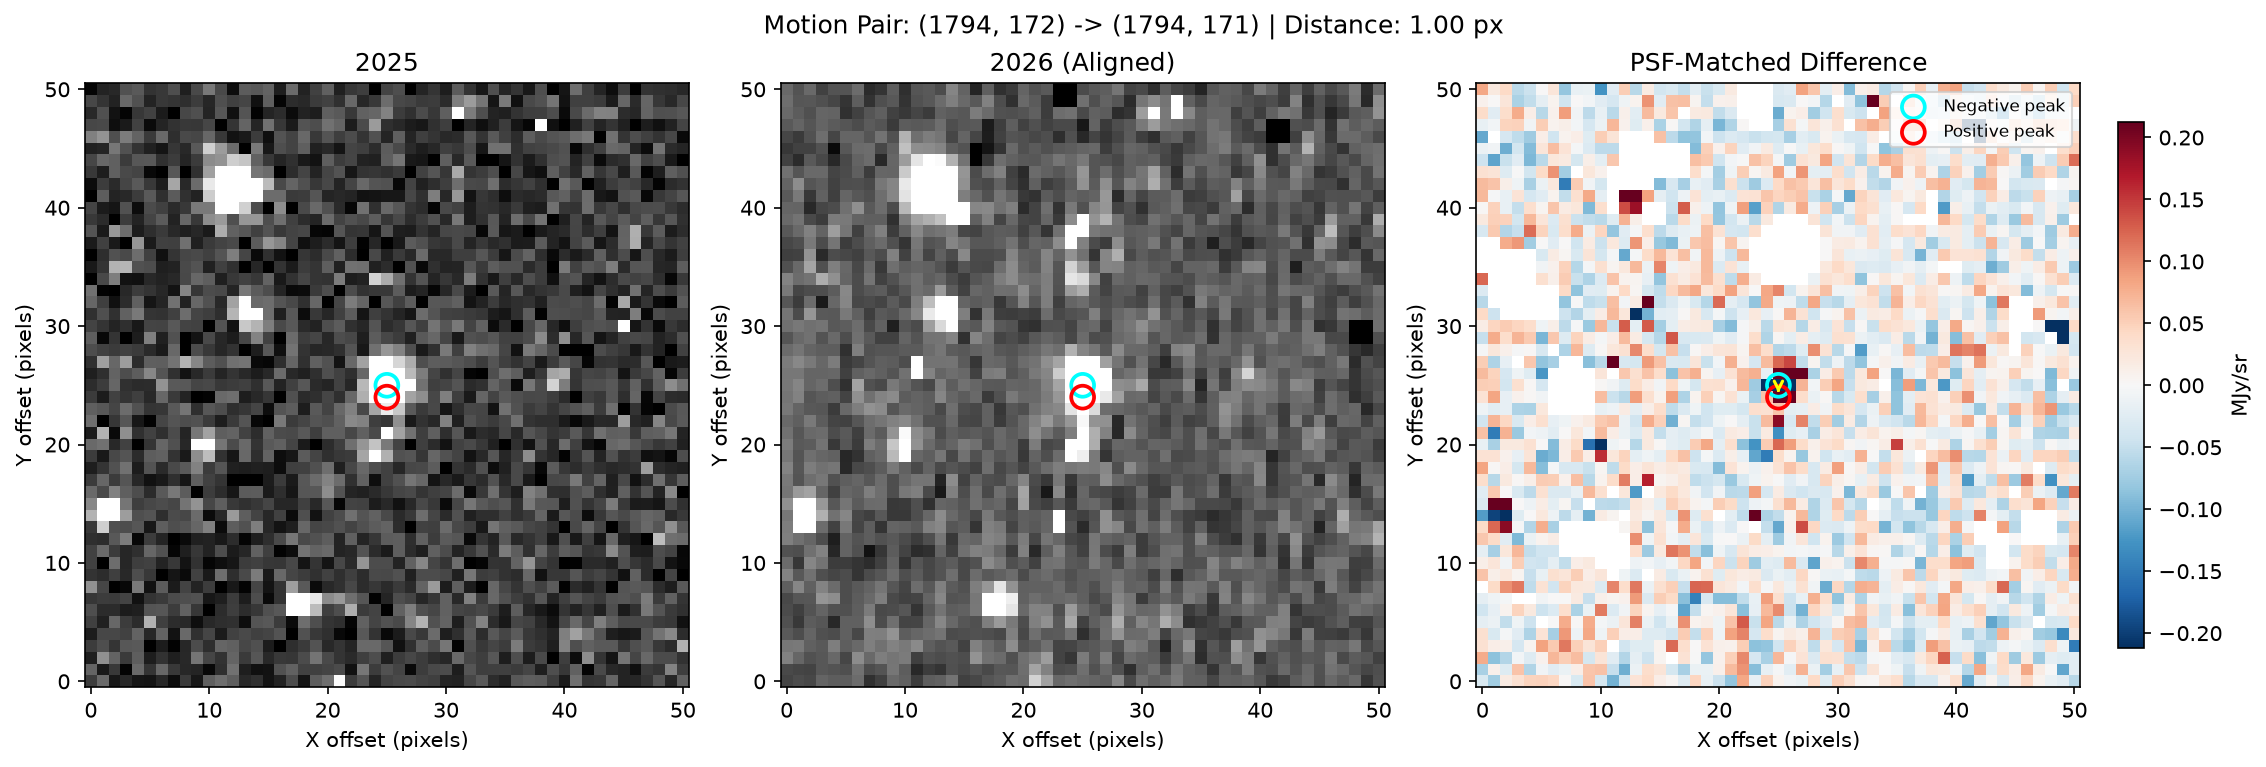 Motion Pair: (1794, 172) -> (1794, 171) | Distance: 1.00 px
2025
2026 (Aligned)
PSF-Matched Difference
Negative peak
Positive peak
Y offset (pixels)
50
40
30
20
10
0
0 10 20 30 40 50
X offset (pixels)
Y offset (pixels)
50
40
30
20
10
0
0 10 20 30 40 50
X offset (pixels)
Y offset (pixels)
50
40
30
20
10
0
0 10 20 30 40 50
X offset (pixels)
0.20
0.15
0.10
0.05
0.00
−0.05
−0.10
−0.15
−0.20
MJy/sr